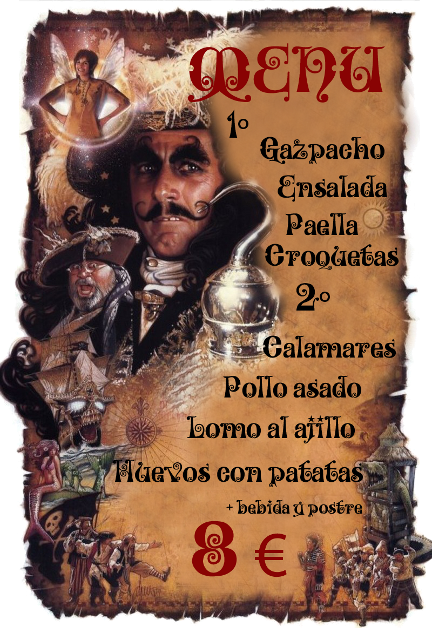 MENU
1º
Gazpacho
Ensalada
Paella
Croquetas
2º
Calamares
Pollo asado
Lomo al ajillo
Huevos con patatas
+ bebida y postre
8 €